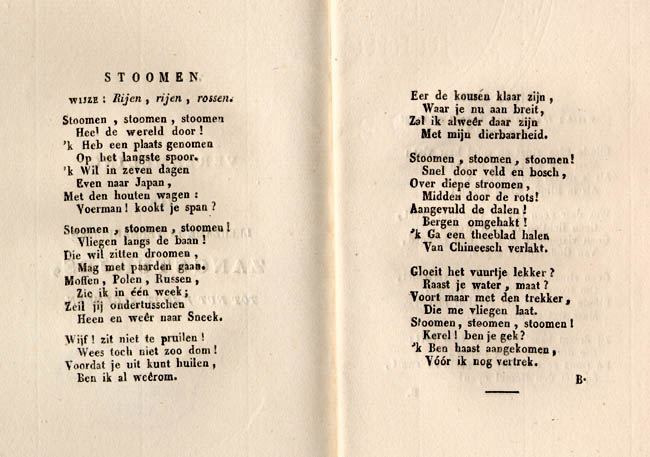 STOOMEN.
WIJZE: Rijen, rijen, rossen.
Stoomen, stoomen, stoomen
Heel de wereld door!
'k Heb een plaats genomen
Op het langste spoor.
'k Wil in zeven dagen
Even naar Japan,
Met den houten wagen:
Voerman! kookt je span?
Stoomen, stoomen, stoomen!
Vliegen langs de baan!
Die wil zitten droomen,
Mag met paarden gaan.
Moffen, Polen, Russen,
Zie ik in één week;
Zeil jij ondertusschen
Heen en weêr naar Sneek.
Wijf! zit niet te pruilen!
Wees toch niet zoo dom!
Voordat je uit kunt huilen,
Ben ik al weêrom.
Eer de kousen klaar zijn,
Waar je nu aan breit,
Zal ik alweêr daar zijn
Met mijn dierbaarheid.
Stoomen, stoomen, stoomen!
Snel door veld en bosch,
Over diepe stroomen,
Midden door de rots!
Aangevuld de dalen!
Bergen omgehakt!
'k Ga een theeblad halen
Van Chineesch verlakt.
Gloeit het vuurtje lekker?
Raast je water, maat?
Voort maar met den trekker,
Die me vliegen laat.
Stoomen, stoomen, stoomen!
Kerel! ben je gek?
'k Ben haast aangekomen,
Vóór ik nog vertrek.
B.